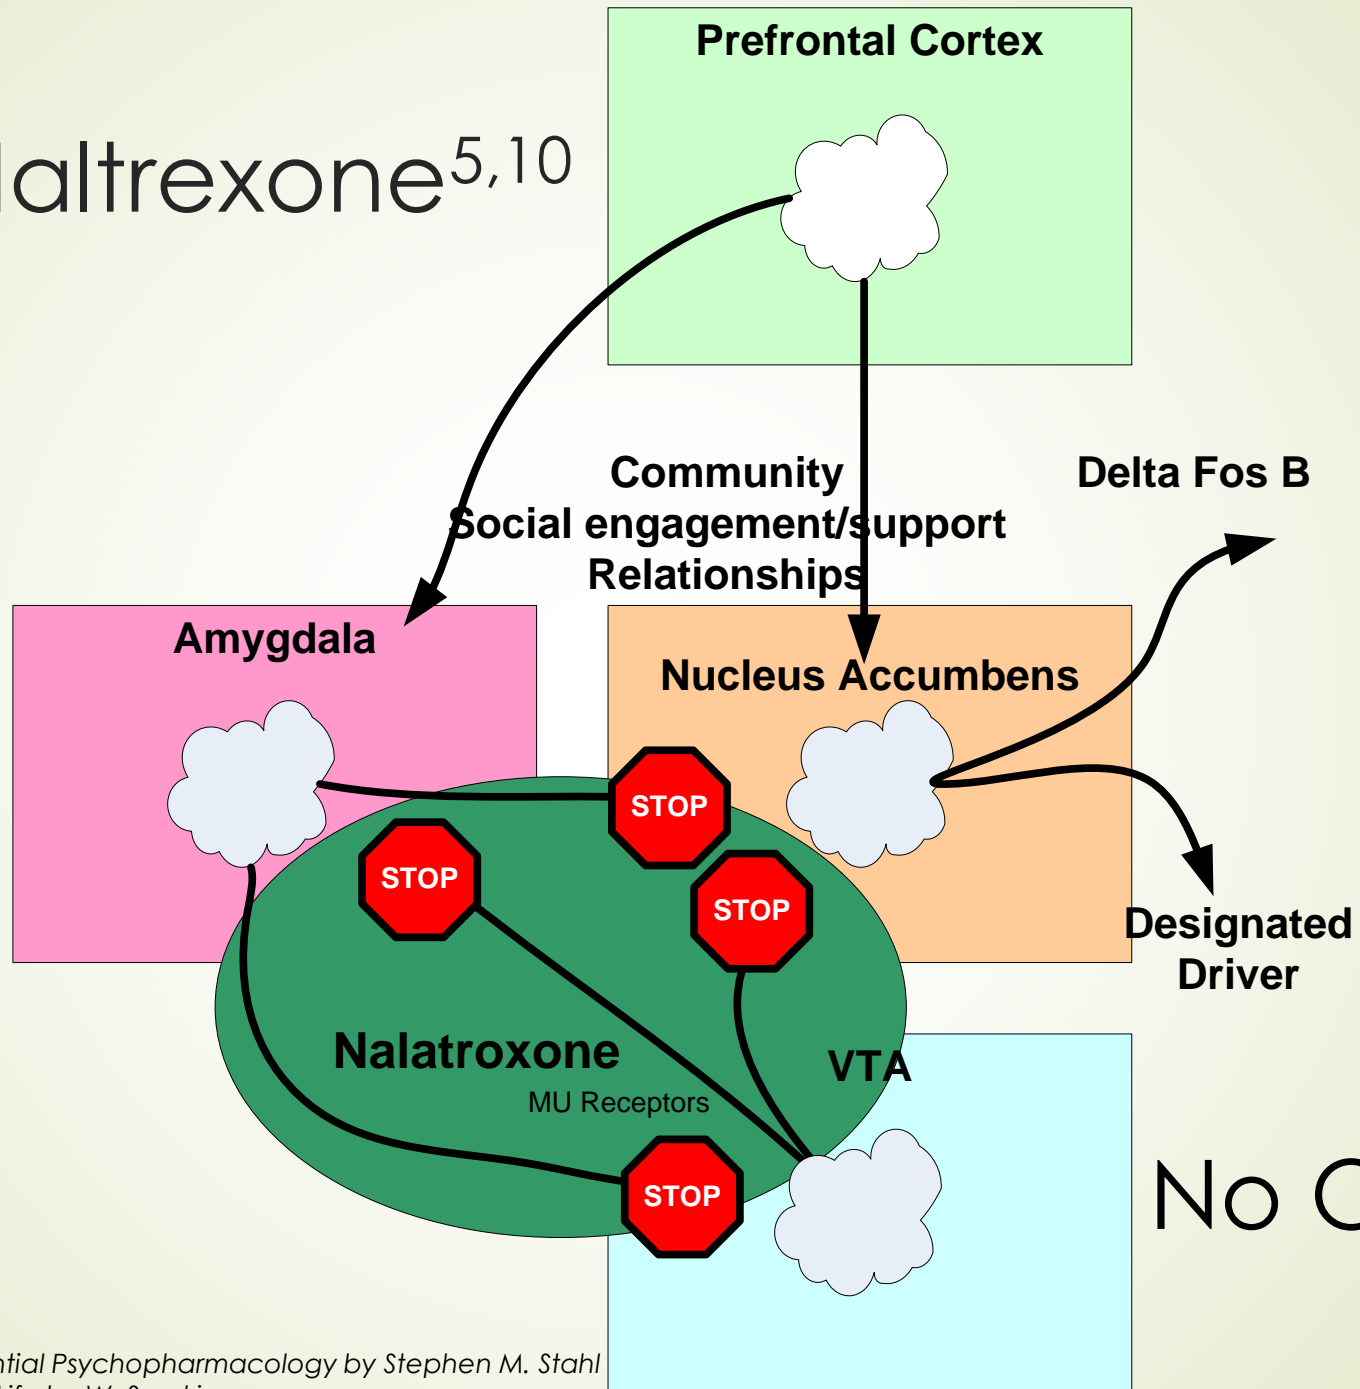 Prefrontal Cortex
altrexone5,10
Community
Social engagement/support
Relationships
Delta Fos B
Amygdala
Nucleus Accumbens
STOP
STOP
STOP
Designated
Driver
Nalatroxone
MU Receptors
VTA
STOP
No
ntial Psychopharmacology by Stephen M. Stahl